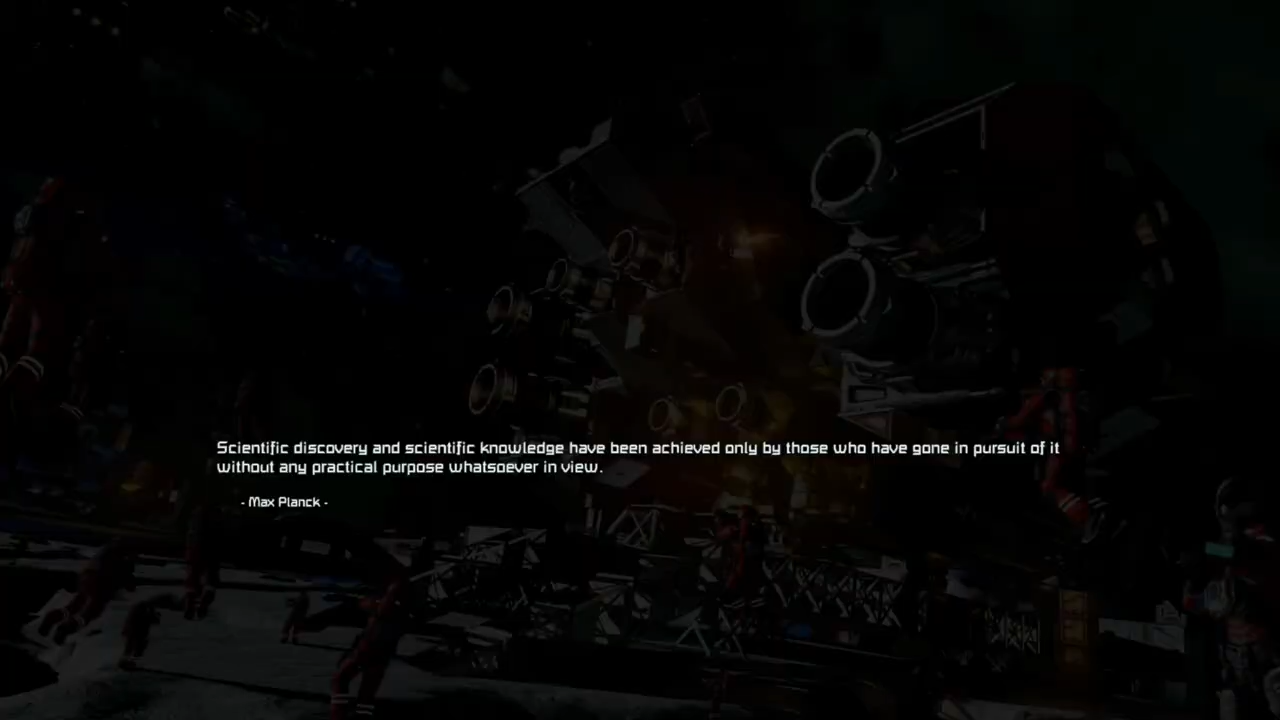 Scientific discovery and scientific knowledge have been achieved only by those who have gone in pursuit of it
without any practical purpose whatsoever in view.
- Max Planck -